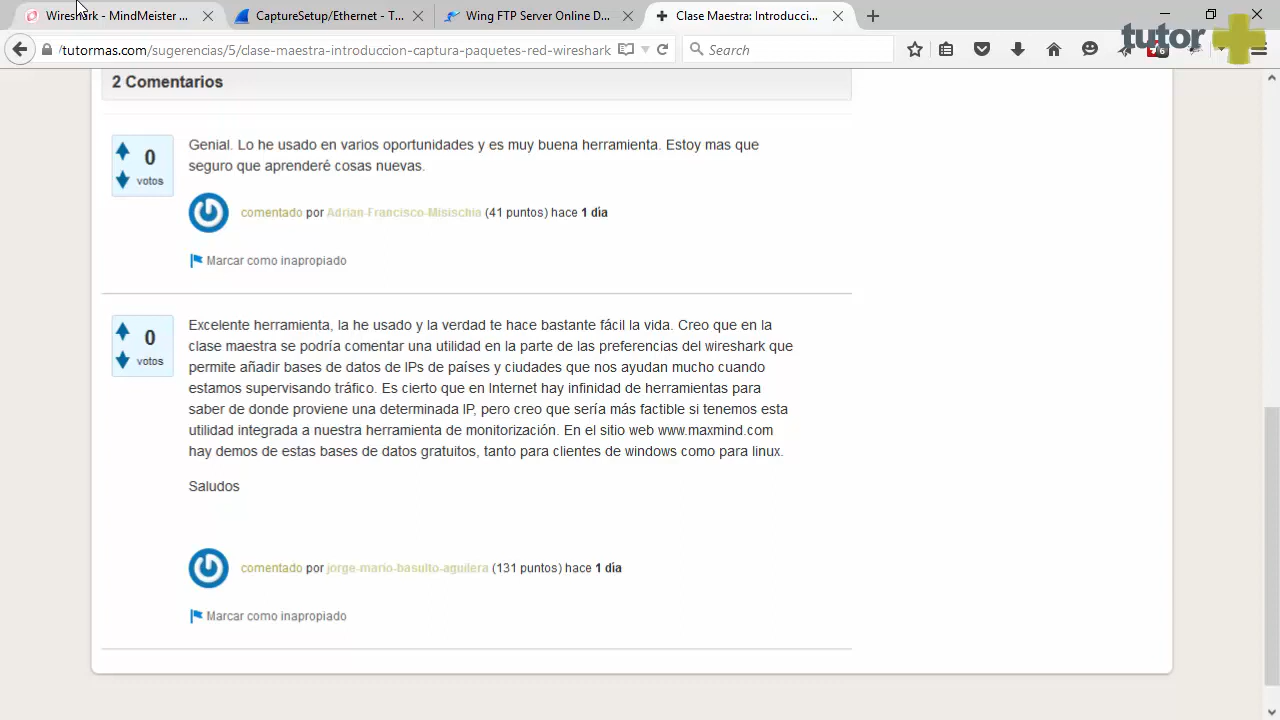 Wireshark - MindMeister ...
CaptureSetup/Ethernet - T...
Wing FTP Server Online D...
Clase Maestra: Introducci...
tutor
/tutormas.com/sugerencias/5/clase-maestra-introduccion-captura-paquetes-red-wireshark
Search
6
2 Comentarios
Genial. Lo he usado en varios oportunidades y es muy buena herramienta. Estoy mas que
seguro que aprenderé cosas nuevas.
0
votos
comentado por Adrian-Francisco-Misischia (41 puntos) hace 1 día
Marcar como inapropiado
Excelente herramienta, la he usado y la verdad te hace bastante fácil la vida. Creo que en la
clase maestra se podría comentar una utilidad en la parte de las preferencias del wireshark que
permite añadir bases de datos de IPs de países y ciudades que nos ayudan mucho cuando
estamos supervisando tráfico. Es cierto que en Internet hay infinidad de herramientas para
saber de donde proviene una determinada IP, pero creo que sería más factible si tenemos esta
utilidad integrada a nuestra herramienta de monitorización. En el sitio web www.maxmind.com
hay demos de estas bases de datos gratuitos, tanto para clientes de windows como para linux.
0
votos
Saludos
comentado por jorge-mario-basulto-aguilera (131 puntos) hace 1 día
Marcar como inapropiado